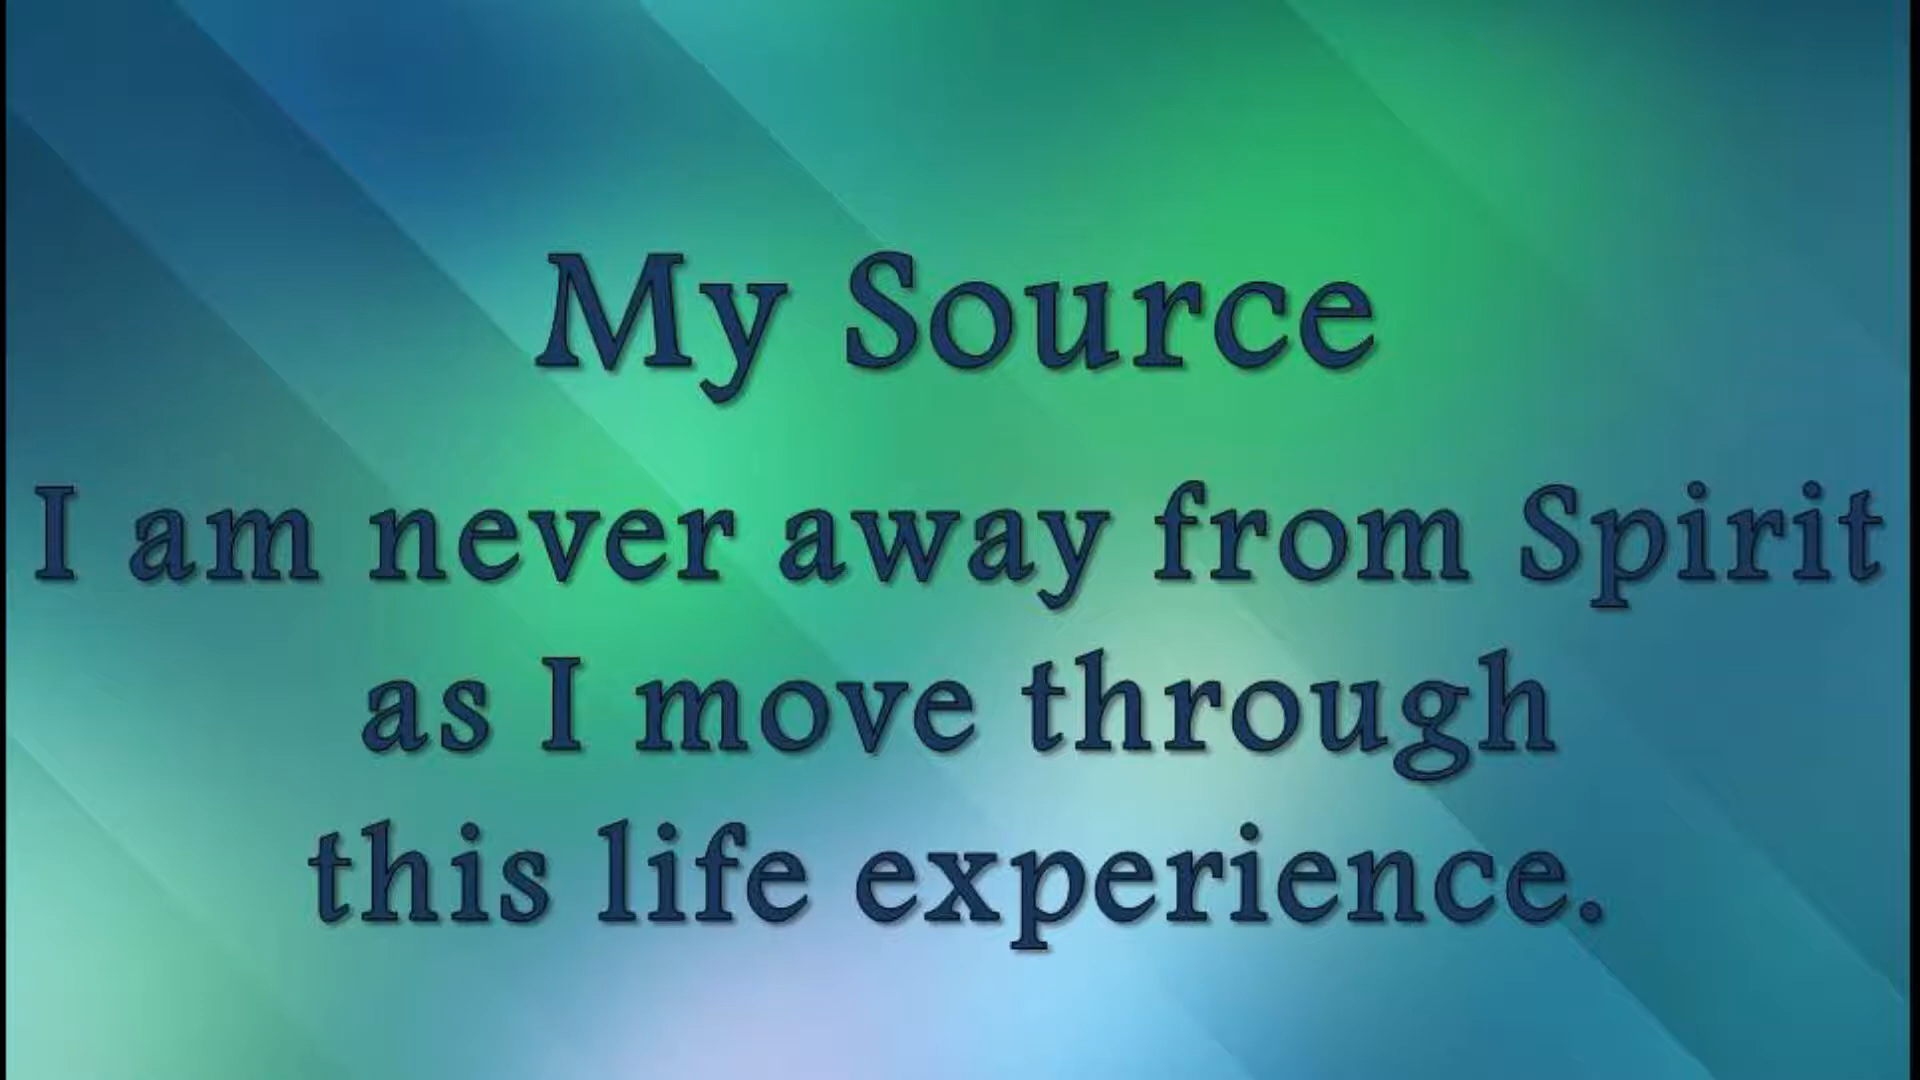 My Source
I am never away from Spirit
as I move through
this life experience.